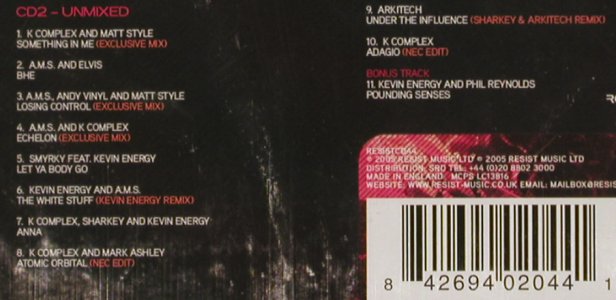 CD2 - UNMIXED
1. K COMPLEX AND MATT STYLE
SOMETHING IN ME (EXCLUSIVE MIX)
2. A.M.S. AND ELVIS
BHE
3. A.M.S., ANDY VINYL AND MATT STYLE
LOSING CONTROL (EXCLUSIVE MIX)
4. A.M.S. AND K COMPLEX
ECHELON (EXCLUSIVE MIX)
5. SMYRKY FEAT. KEVIN ENERGY
LET YA BODY GO
6. KEVIN ENERGY AND A.M.S.
THE WHITE STUFF (KEVIN ENERGY REMIX)
7. K COMPLEX, SHARKEY AND KEVIN ENERGY
ANNA
8. K COMPLEX AND MARK ASHLEY
ATOMIC ORBITAL (NEC EDIT)
9. ARKITECH
UNDER THE INFLUENCE (SHARKEY & ARKITECH REMIX)
10. K COMPLEX
ADAGIO (NEC EDIT)
BONUS TRACK
11. KEVIN ENERGY AND PHIL REYNOLDS
POUNDING SENSES
RESISTCD44
℗ 2005 RESIST MUSIC LTD © 2005 RESIST MUSIC LTD
DISTRIBUTION: SRD TEL: +44 (0)20 8802 3000
MADE IN ENGLAND MCPS LC13816
WEBSITE: WWW.RESIST-MUSIC.CO.UK EMAIL: MAILBOX@RESIS
8 42694 02044